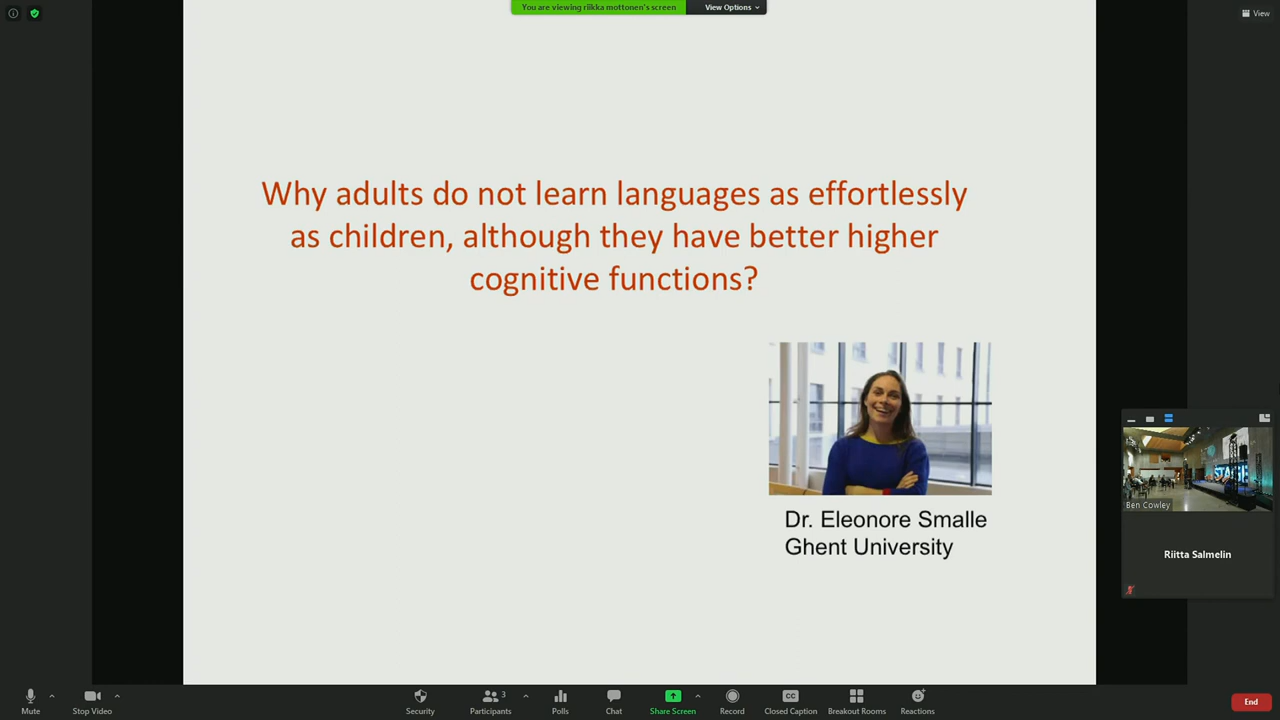 You are viewing riikka mottonen's screen
View Options
View
Why adults do not learn languages as effortlessly
as children, although they have better higher
cognitive functions?
Dr. Eleonore Smalle
Ghent University
STAGE
Ben Cowley
Riitta Salmelin
Mute
Stop Video
Security
Participants
3
Polls
Chat
Share Screen
Record
CC
Closed Caption
Breakout Rooms
Reactions
End